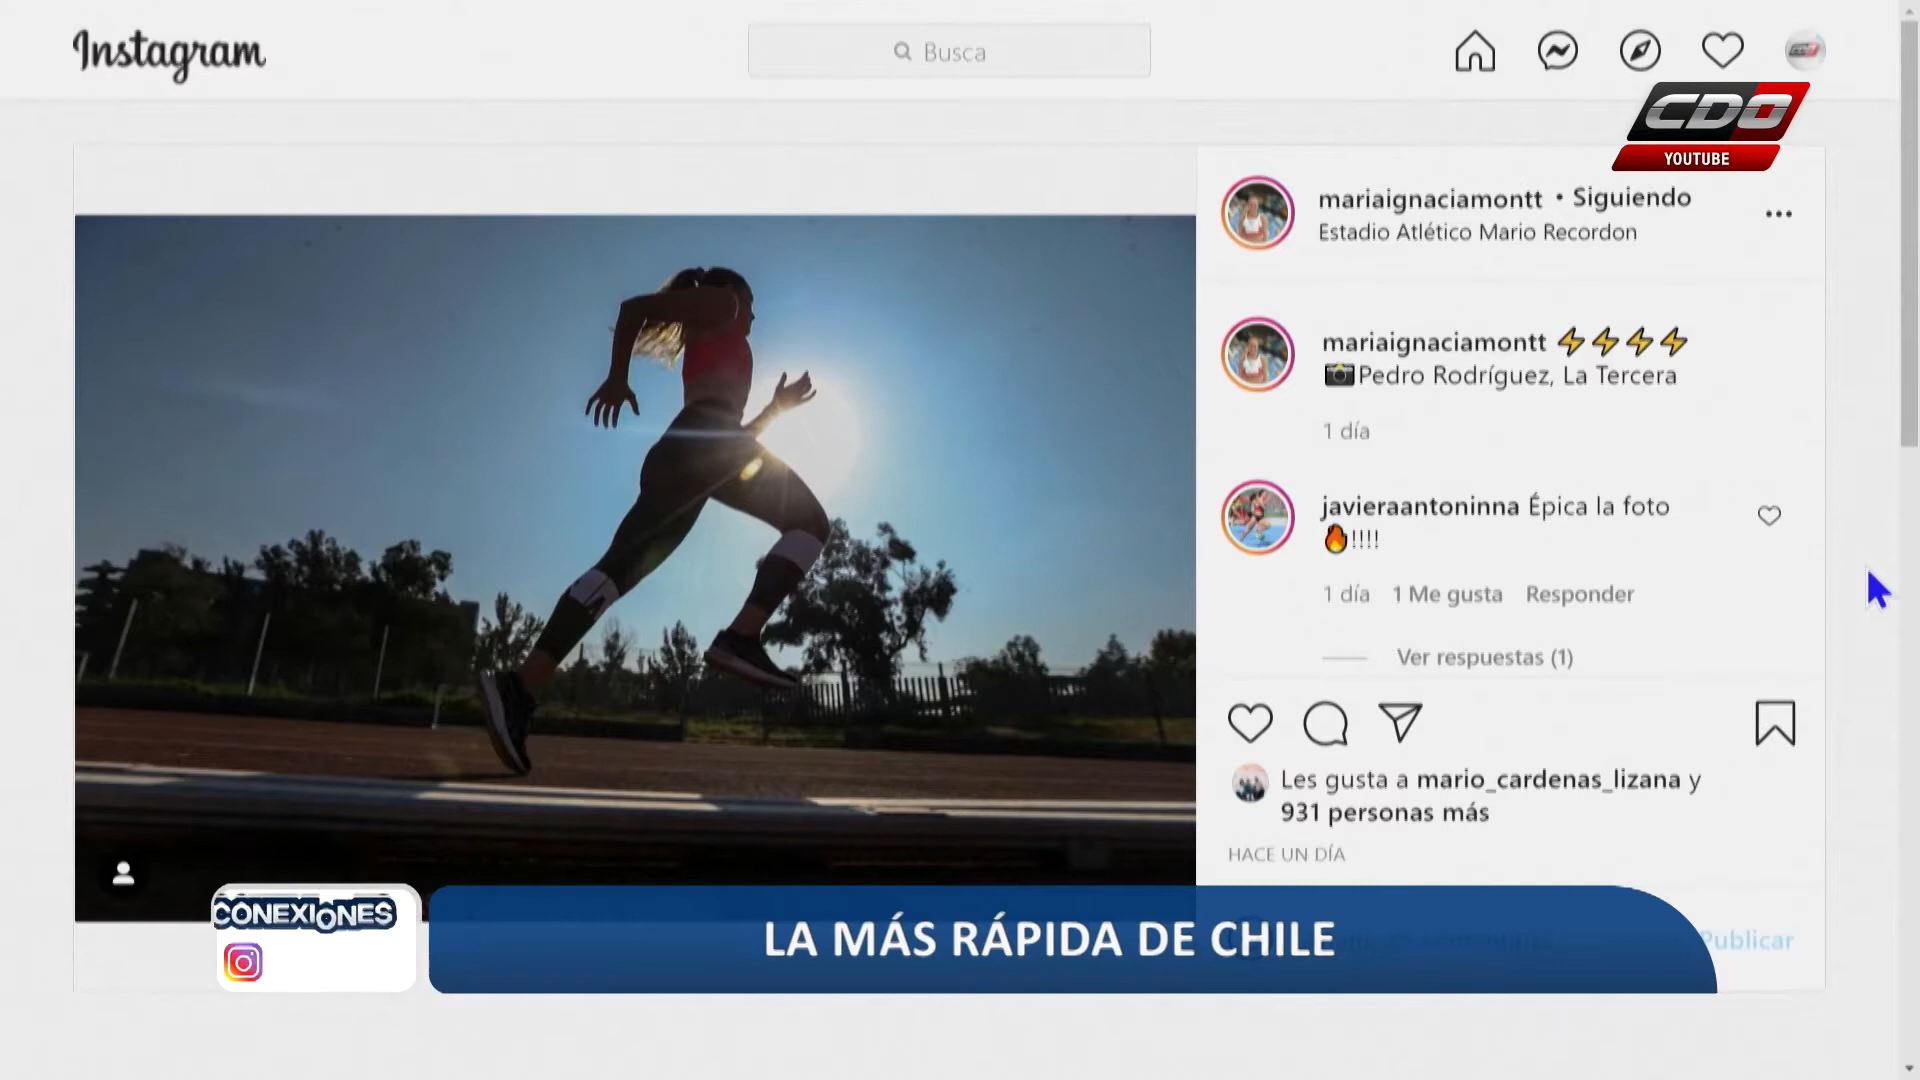 Instagram
Busca
CDO
YOUTUBE
mariaignaciamontt • Siguiendo
Estadio Atlético Mario Recordon
mariaignaciamontt ⚡⚡⚡⚡
📷Pedro Rodríguez, La Tercera
1 día
javieraantoninna Épica la foto
🔥!!!!
1 día 1 Me gusta Responder
Ver respuestas (1)
Les gusta a mario_cardenas_lizana y
931 personas más
HACE UN DÍA
Publicar
CONEXIONES
LA MÁS RÁPIDA DE CHILE